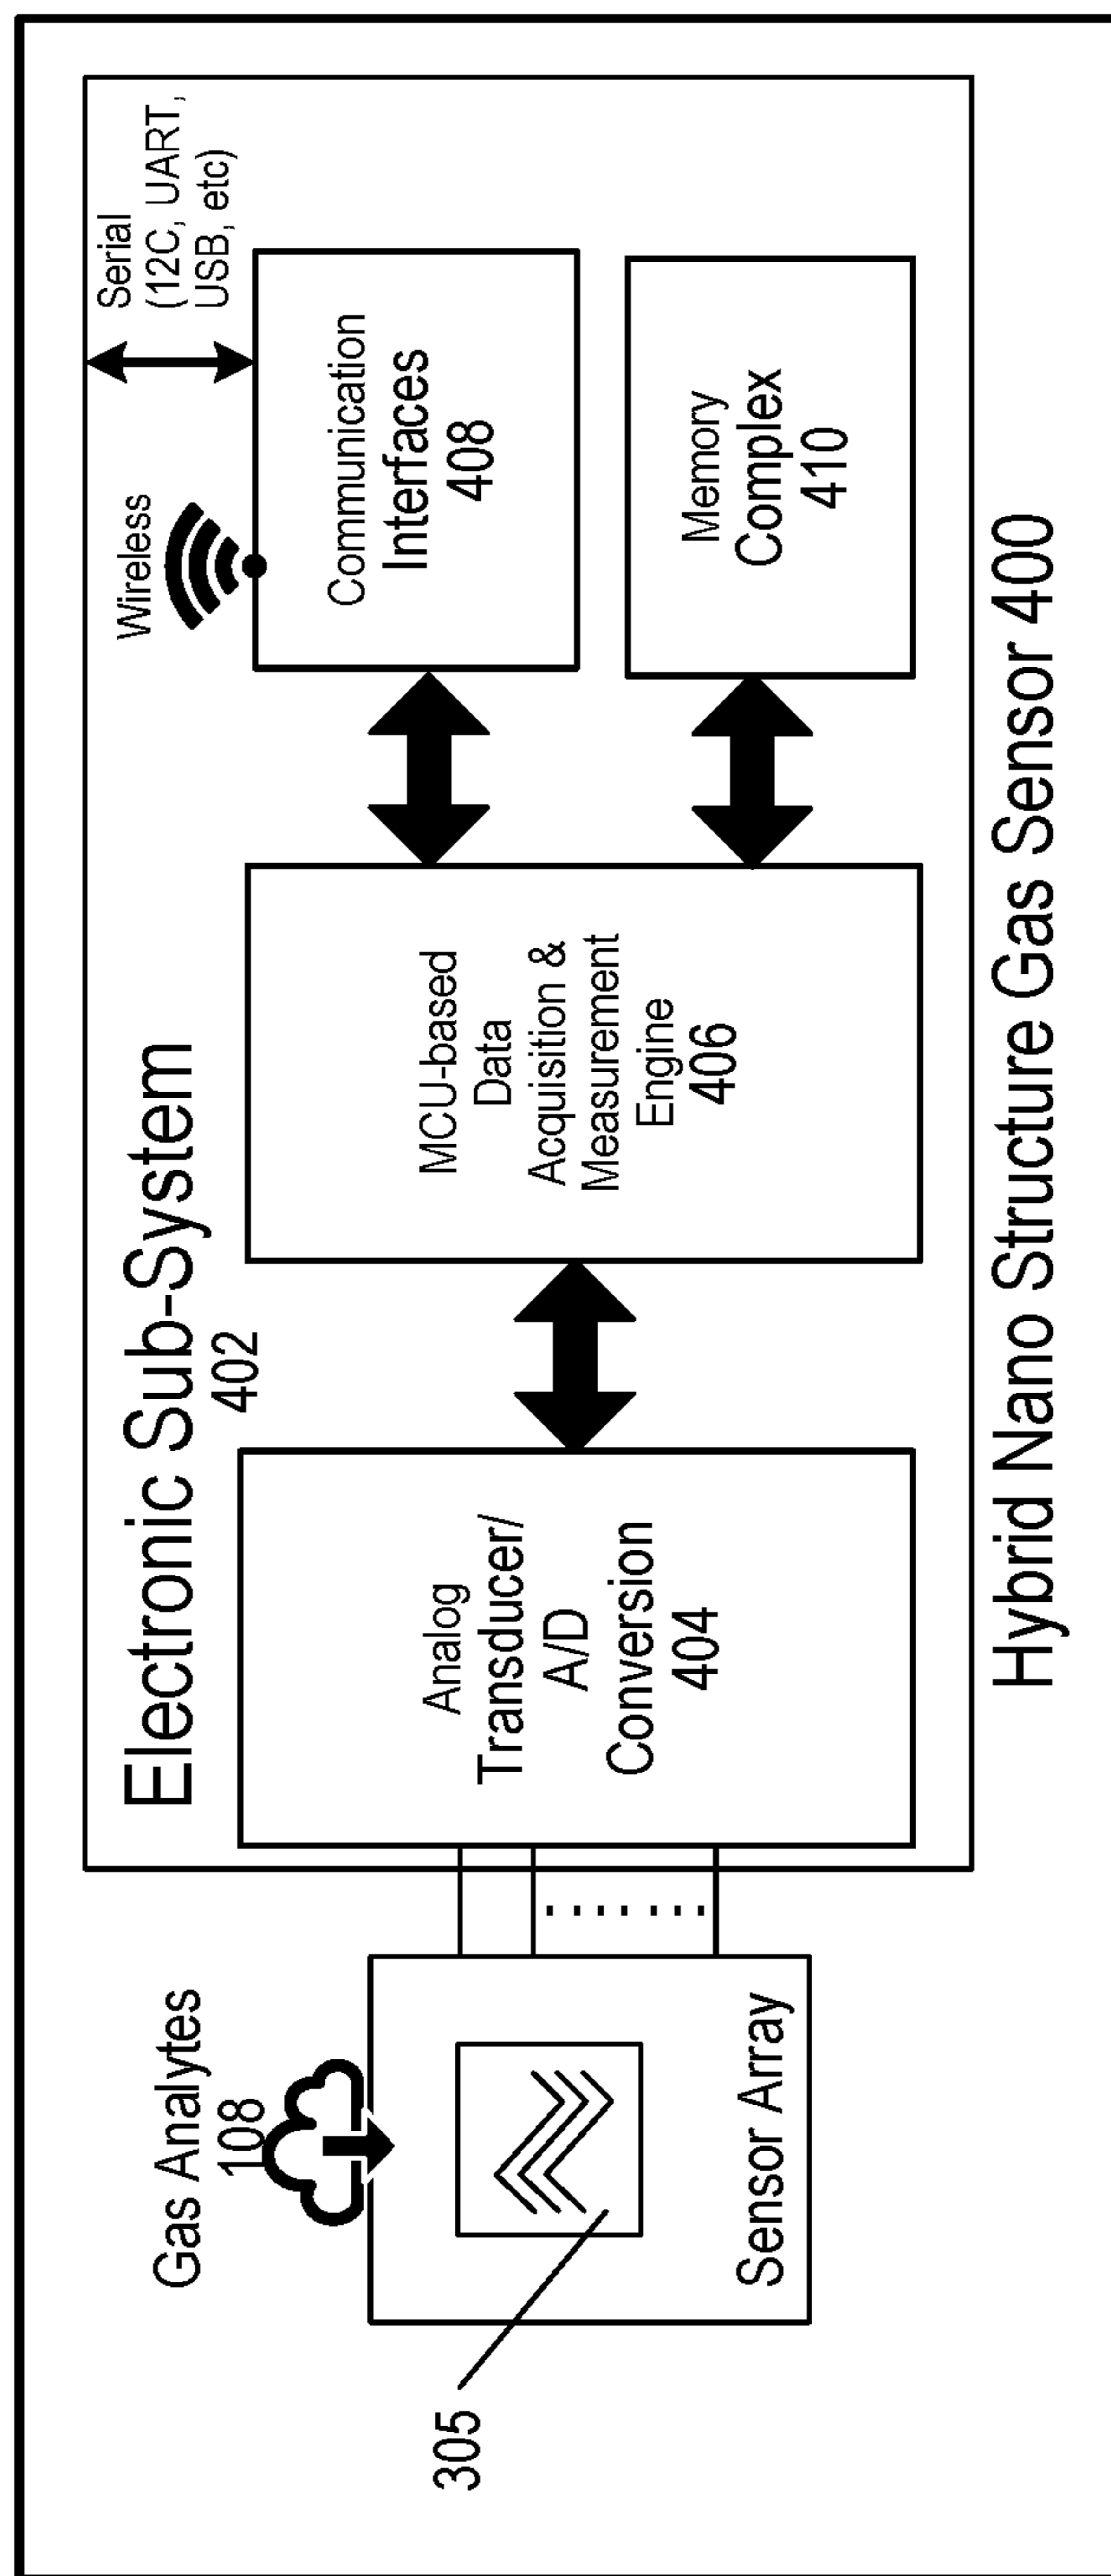 Electronic Sub-System
402
Gas Analytes
108
305
Sensor Array
Analog
Transducer/
A/D
Conversion
404
MCU-based
Data
Acquisition &
Measurement
Engine
406
Wireless
Serial
(12C, UART,
USB, etc)
Communication
Interfaces
408
Memory
Complex
410
Hybrid Nano Structure Gas Sensor 400